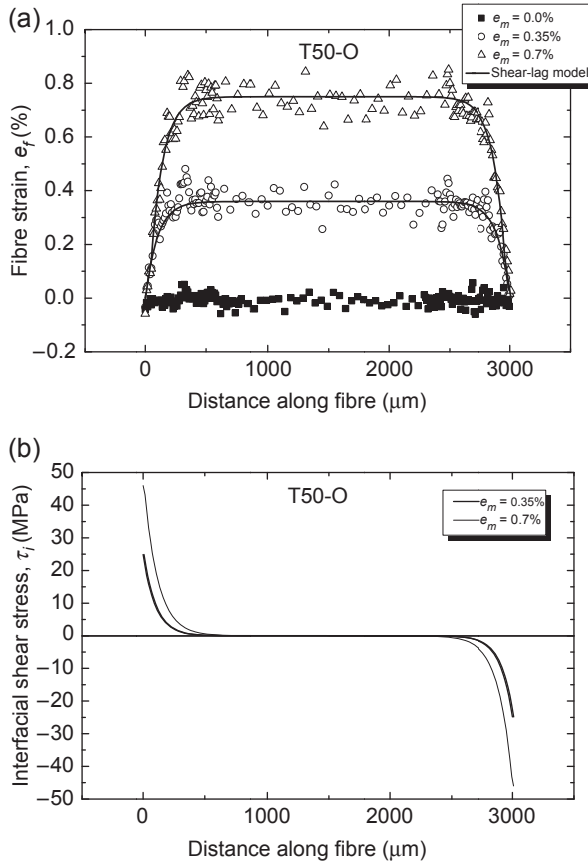 (a)
T50-O
e_m = 0.0%
e_m = 0.35%
e_m = 0.7%
Shear-lag model
Fibre strain, e_f (%)
1.0
0.8
0.6
0.4
0.2
0.0
–0.2
0 1000 2000 3000
Distance along fibre (μm)
(b)
T50-O
e_m = 0.35%
e_m = 0.7%
Interfacial shear stress, τ_i (MPa)
50
40
30
20
10
0
–10
–20
–30
–40
–50
0 1000 2000 3000
Distance along fibre (μm)